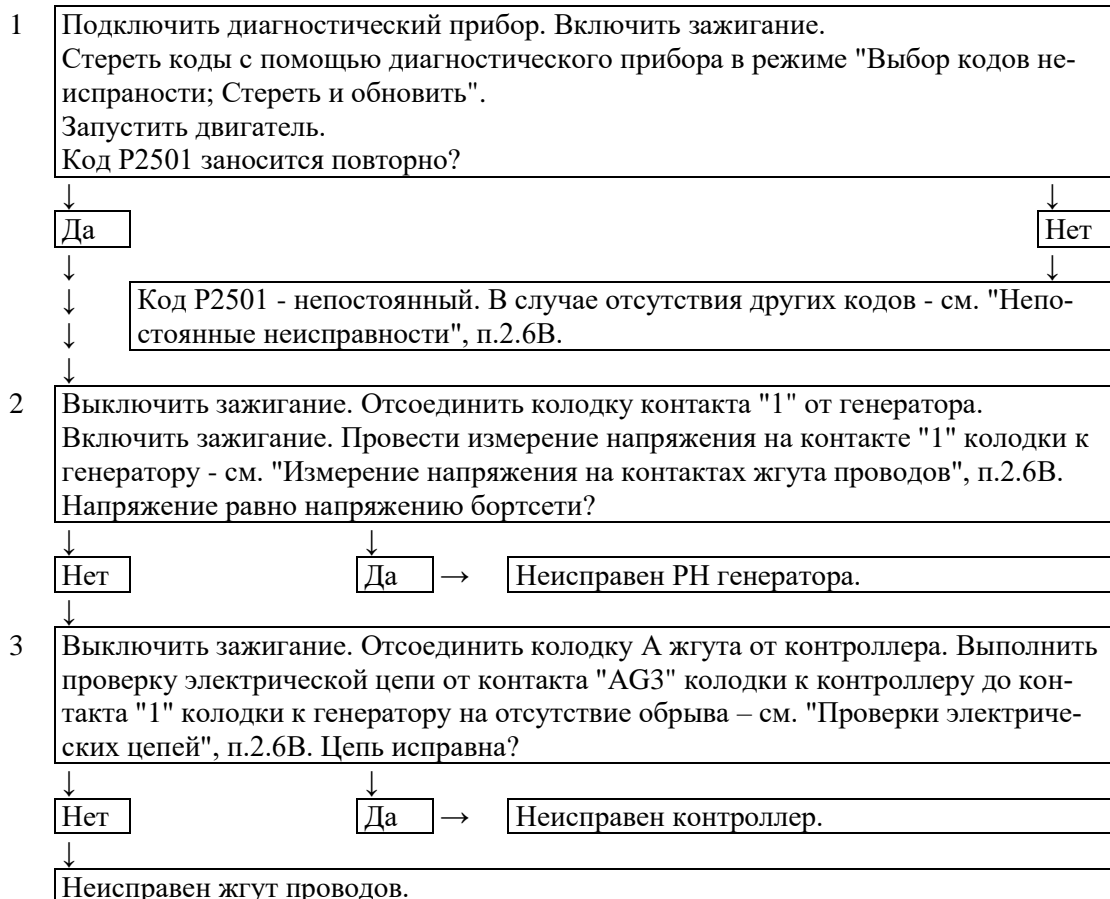 1 Подключить диагностический прибор. Включить зажигание.
Стереть коды с помощью диагностического прибора в режиме "Выбор кодов не-
испраности; Стереть и обновить".
Запустить двигатель.
Код P2501 заносится повторно?
↓ ↓
Да Нет
↓ ↓
↓ Код P2501 - непостоянный. В случае отсутствия других кодов - см. "Непо-
↓ стоянные неисправности", п.2.6В.
↓
2 Выключить зажигание. Отсоединить колодку контакта "1" от генератора.
Включить зажигание. Провести измерение напряжения на контакте "1" колодки к
генератору - см. "Измерение напряжения на контактах жгута проводов", п.2.6В.
Напряжение равно напряжению бортсети?
↓ ↓
Нет Да → Неисправен РН генератора.
↓
3 Выключить зажигание. Отсоединить колодку А жгута от контроллера. Выполнить
проверку электрической цепи от контакта "AG3" колодки к контроллеру до кон-
такта "1" колодки к генератору на отсутствие обрыва – см. "Проверки электриче-
ских цепей", п.2.6В. Цепь исправна?
↓ ↓
Нет Да → Неисправен контроллер.
↓
Неисправен жгут проводов.